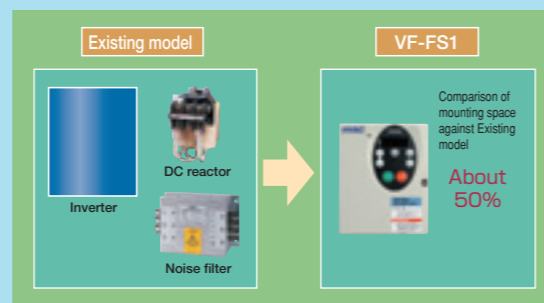 Existing model
VF-FS1
Inverter
DC reactor
Noise filter
Comparison of
mounting space
against Existing
model
About
50%